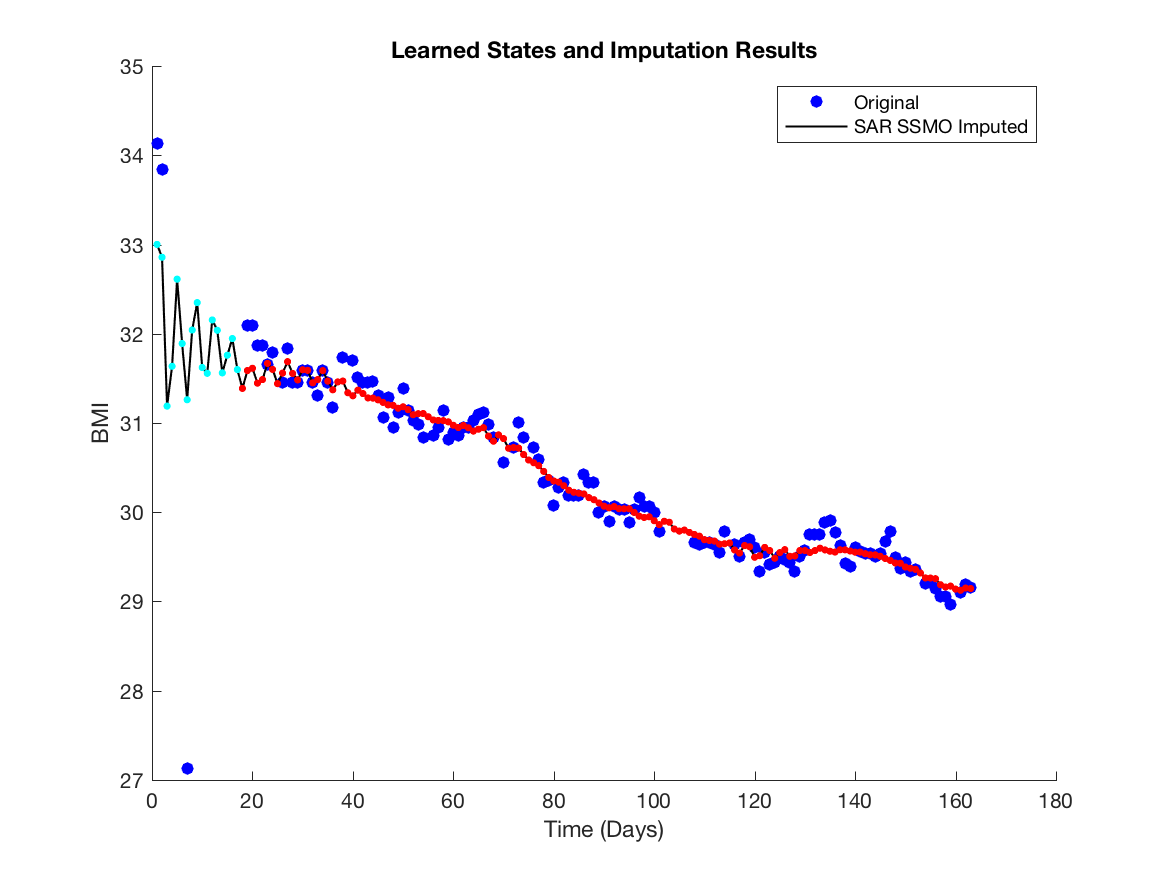 Learned States and Imputation Results
Original
SAR SSMO Imputed
BMI
35
34
33
32
31
30
29
28
27
0 20 40 60 80 100 120 140 160 180
Time (Days)